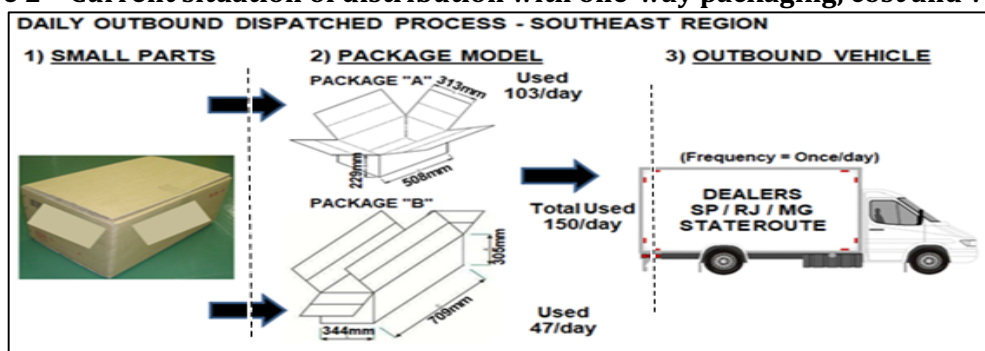 DAILY OUTBOUND DISPATCHED PROCESS - SOUTHEAST REGION
1) SMALL PARTS
2) PACKAGE MODEL
3) OUTBOUND VEHICLE
PACKAGE "A"
313mm
Used
103/day
229mm
508mm
PACKAGE "B"
Total Used
150/day
305mm
709mm
344mm
Used
47/day
(Frequency = Once/day)
DEALERS
SP / RJ / MG
STATEROUTE